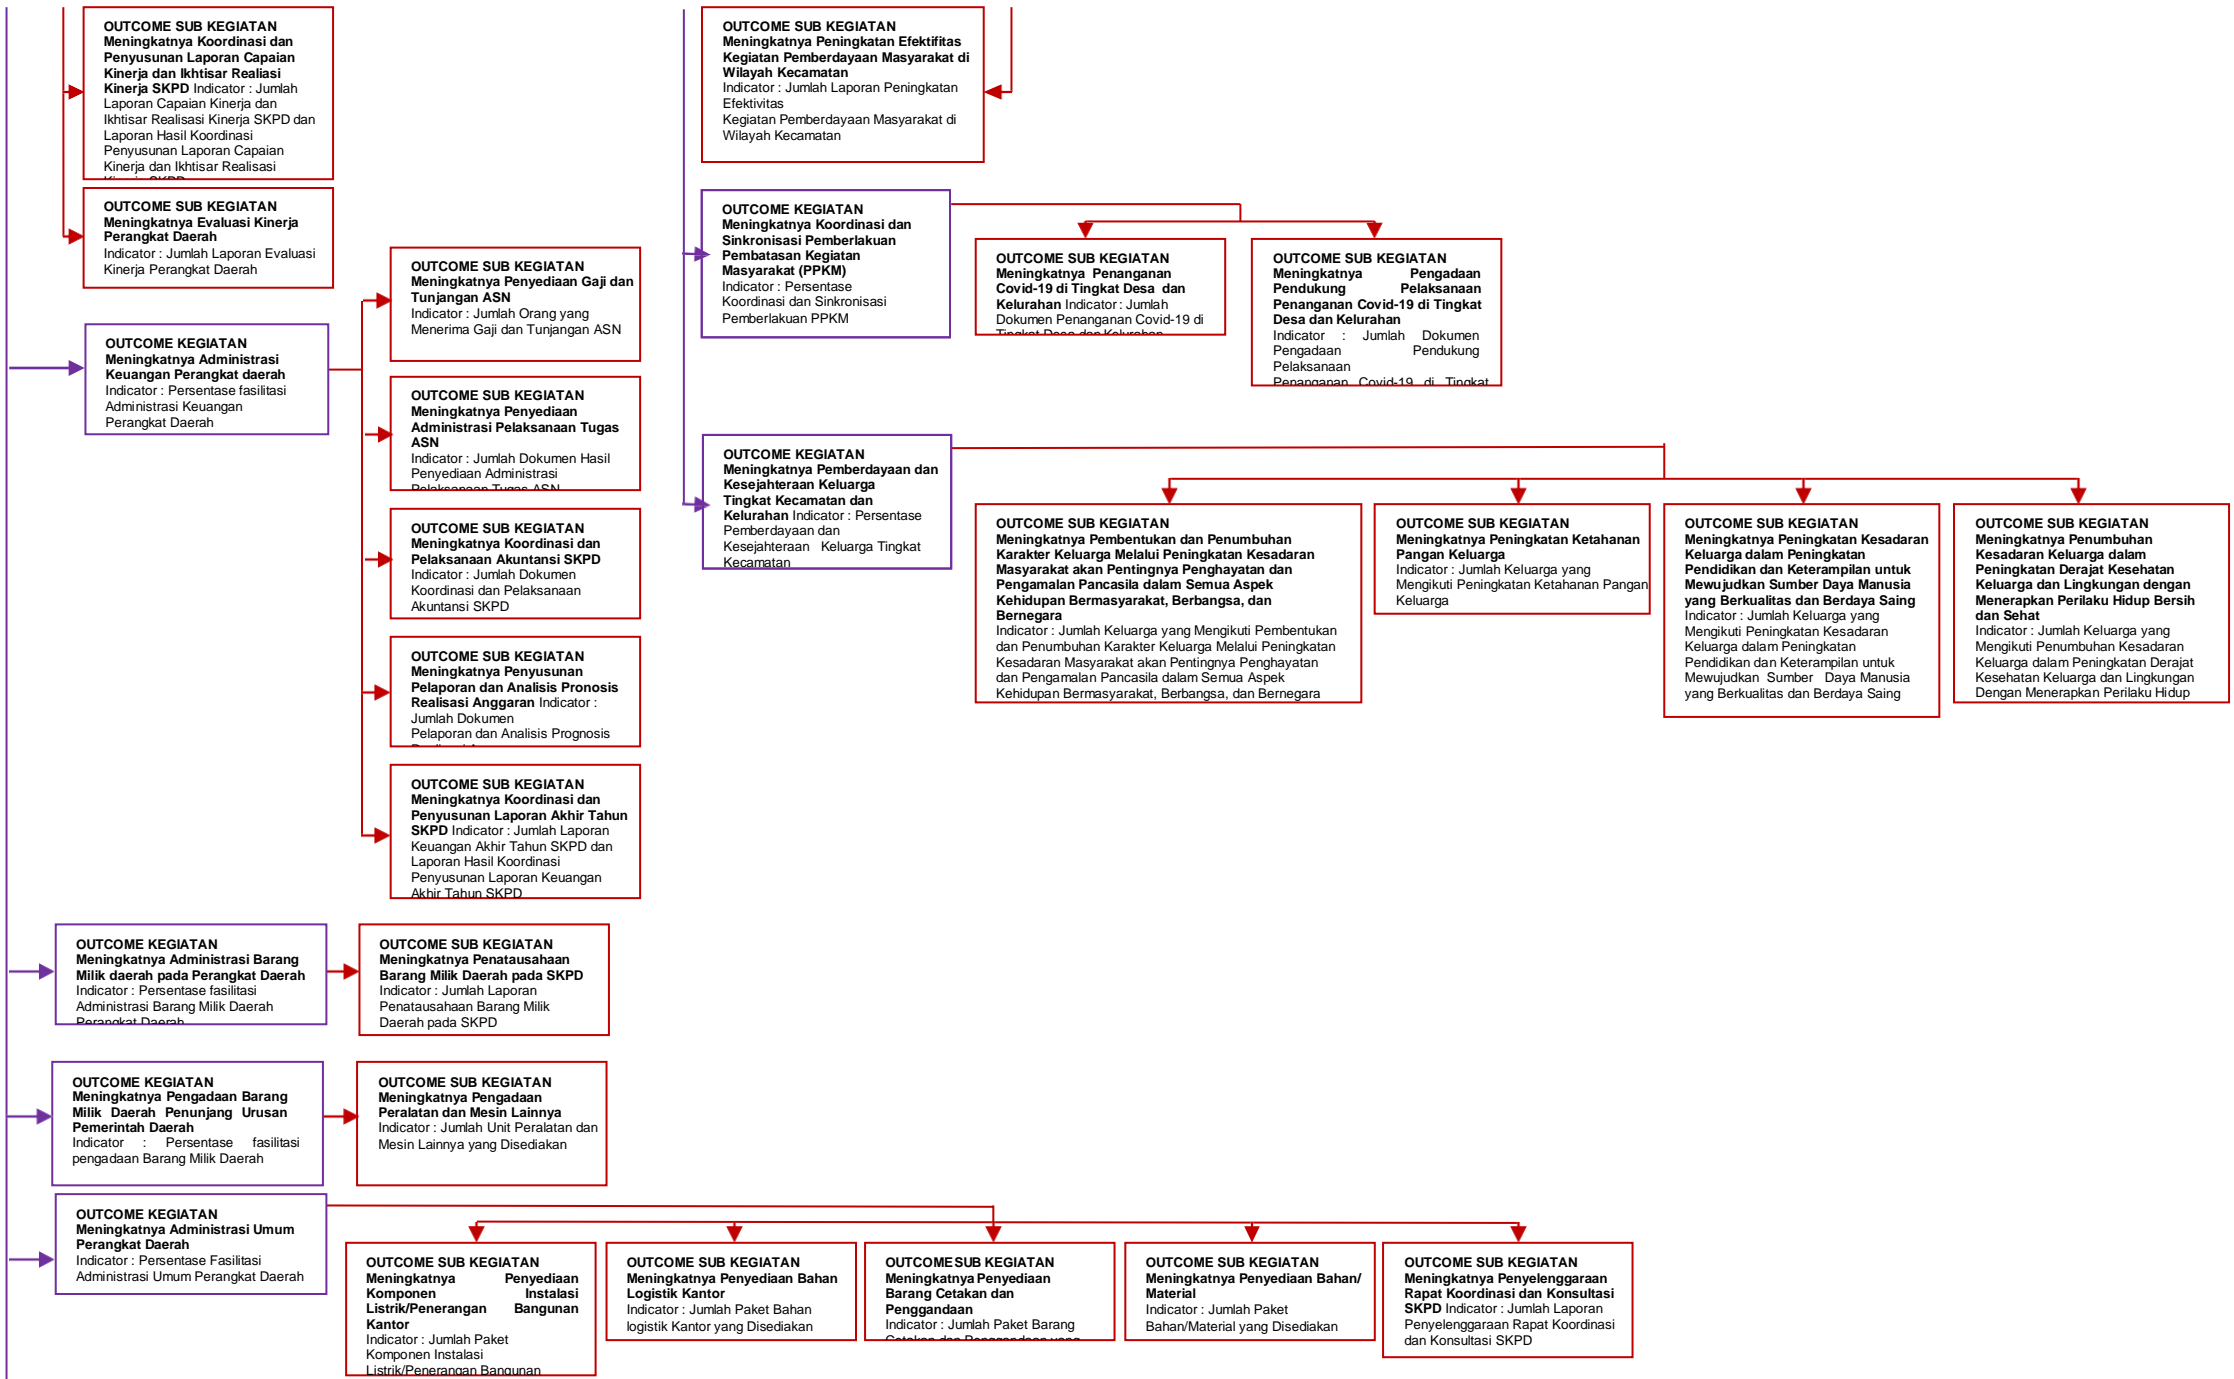 OUTCOME SUB KEGIATAN
Meningkatnya Koordinasi dan
Penyusunan Laporan Capaian
Kinerja dan Ikhtisar Realiasi
Kinerja SKPD Indicator : Jumlah
Laporan Capaian Kinerja dan
Ikhtisar Realisasi Kinerja SKPD dan
Laporan Hasil Koordinasi
Penyusunan Laporan Capaian
Kinerja dan Ikhtisar Realisasi
OUTCOME SUB KEGIATAN
Meningkatnya Evaluasi Kinerja
Perangkat Daerah
Indicator : Jumlah Laporan Evaluasi
Kinerja Perangkat Daerah
OUTCOME KEGIATAN
Meningkatnya Administrasi
Keuangan Perangkat daerah
Indicator : Persentase fasilitasi
Administrasi Keuangan
Perangkat Daerah
OUTCOME SUB KEGIATAN
Meningkatnya Penyediaan Gaji dan
Tunjangan ASN
Indicator : Jumlah Orang yang
Menerima Gaji dan Tunjangan ASN
OUTCOME SUB KEGIATAN
Meningkatnya Penyediaan
Administrasi Pelaksanaan Tugas
ASN
Indicator : Jumlah Dokumen Hasil
Penyediaan Administrasi
Pelaksanaan Tugas ASN
OUTCOME SUB KEGIATAN
Meningkatnya Koordinasi dan
Pelaksanaan Akuntansi SKPD
Indicator : Jumlah Dokumen
Koordinasi dan Pelaksanaan
Akuntansi SKPD
OUTCOME SUB KEGIATAN
Meningkatnya Penyusunan
Pelaporan dan Analisis Pronosis
Realisasi Anggaran Indicator :
Jumlah Dokumen
Pelaporan dan Analisis Prognosis
OUTCOME SUB KEGIATAN
Meningkatnya Koordinasi dan
Penyusunan Laporan Akhir Tahun
SKPD Indicator : Jumlah Laporan
Keuangan Akhir Tahun SKPD dan
Laporan Hasil Koordinasi
Penyusunan Laporan Keuangan
Akhir Tahun SKPD
OUTCOME SUB KEGIATAN
Meningkatnya Peningkatan Efektifitas
Kegiatan Pemberdayaan Masyarakat di
Wilayah Kecamatan
Indicator : Jumlah Laporan Peningkatan
Efektivitas
Kegiatan Pemberdayaan Masyarakat di
Wilayah Kecamatan
OUTCOME KEGIATAN
Meningkatnya Koordinasi dan
Sinkronisasi Pemberlakuan
Pembatasan Kegiatan
Masyarakat (PPKM)
Indicator : Persentase
Koordinasi dan Sinkronisasi
Pemberlakuan PPKM
OUTCOME SUB KEGIATAN
Meningkatnya Penanganan
Covid-19 di Tingkat Desa dan
Kelurahan Indicator : Jumlah
Dokumen Penanganan Covid-19 di
Tingkat Desa dan Kelurahan
OUTCOME SUB KEGIATAN
Meningkatnya Pengadaan
Pendukung Pelaksanaan
Penanganan Covid-19 di Tingkat
Desa dan Kelurahan
Indicator : Jumlah Dokumen
Pengadaan Pendukung
Pelaksanaan
Penanganan Covid-19 di Tingkat
OUTCOME KEGIATAN
Meningkatnya Pemberdayaan dan
Kesejahteraan Keluarga
Tingkat Kecamatan dan
Kelurahan Indicator : Persentase
Pemberdayaan dan
Kesejahteraan Keluarga Tingkat
Kecamatan
OUTCOME SUB KEGIATAN
Meningkatnya Pembentukan dan Penumbuhan
Karakter Keluarga Melalui Peningkatan Kesadaran
Masyarakat akan Pentingnya Penghayatan dan
Pengamalan Pancasila dalam Semua Aspek
Kehidupan Bermasyarakat, Berbangsa, dan
Bernegara
Indicator : Jumlah Keluarga yang Mengikuti Pembentukan
dan Penumbuhan Karakter Keluarga Melalui Peningkatan
Kesadaran Masyarakat akan Pentingnya Penghayatan
dan Pengamalan Pancasila dalam Semua Aspek
Kehidupan Bermasyarakat, Berbangsa, dan Bernegara
OUTCOME SUB KEGIATAN
Meningkatnya Peningkatan Ketahanan
Pangan Keluarga
Indicator : Jumlah Keluarga yang
Mengikuti Peningkatan Ketahanan Pangan
Keluarga
OUTCOME SUB KEGIATAN
Meningkatnya Peningkatan Kesadaran
Keluarga dalam Peningkatan
Pendidikan dan Keterampilan untuk
Mewujudkan Sumber Daya Manusia
yang Berkualitas dan Berdaya Saing
Indicator : Jumlah Keluarga yang
Mengikuti Peningkatan Kesadaran
Keluarga dalam Peningkatan
Pendidikan dan Keterampilan untuk
Mewujudkan Sumber Daya Manusia
yang Berkualitas dan Berdaya Saing
OUTCOME SUB KEGIATAN
Meningkatnya Penumbuhan
Kesadaran Keluarga dalam
Peningkatan Derajat Kesehatan
Keluarga dan Lingkungan dengan
Menerapkan Perilaku Hidup Bersih
dan Sehat
Indicator : Jumlah Keluarga yang
Mengikuti Penumbuhan Kesadaran
Keluarga dalam Peningkatan Derajat
Kesehatan Keluarga dan Lingkungan
Dengan Menerapkan Perilaku Hidup
OUTCOME KEGIATAN
Meningkatnya Administrasi Barang
Milik daerah pada Perangkat Daerah
Indicator : Persentase fasilitasi
Administrasi Barang Milik Daerah
Perangkat Daerah
OUTCOME SUB KEGIATAN
Meningkatnya Penatausahaan
Barang Milik Daerah pada SKPD
Indicator : Jumlah Laporan
Penatausahaan Barang Milik
Daerah pada SKPD
OUTCOME KEGIATAN
Meningkatnya Pengadaan Barang
Milik Daerah Penunjang Urusan
Pemerintah Daerah
Indicator : Persentase fasilitasi
pengadaan Barang Milik Daerah
OUTCOME SUB KEGIATAN
Meningkatnya Pengadaan
Peralatan dan Mesin Lainnya
Indicator : Jumlah Unit Peralatan dan
Mesin Lainnya yang Disediakan
OUTCOME KEGIATAN
Meningkatnya Administrasi Umum
Perangkat Daerah
Indicator : Persentase Fasilitasi
Administrasi Umum Perangkat Daerah
OUTCOME SUB KEGIATAN
Meningkatnya Penyediaan
Komponen Instalasi
Listrik/Penerangan Bangunan
Kantor
Indicator : Jumlah Paket
Komponen Instalasi
Listrik/Penerangan Bangunan
OUTCOME SUB KEGIATAN
Meningkatnya Penyediaan Bahan
Logistik Kantor
Indicator : Jumlah Paket Bahan
logistik Kantor yang Disediakan
OUTCOME SUB KEGIATAN
Meningkatnya Penyediaan
Barang Cetakan dan
Penggandaan
Indicator : Jumlah Paket Barang
Cetakan dan Penggandaan yang
OUTCOME SUB KEGIATAN
Meningkatnya Penyediaan Bahan/
Material
Indicator : Jumlah Paket
Bahan/Material yang Disediakan
OUTCOME SUB KEGIATAN
Meningkatnya Penyelenggaraan
Rapat Koordinasi dan Konsultasi
SKPD Indicator : Jumlah Laporan
Penyelenggaraan Rapat Koordinasi
dan Konsultasi SKPD